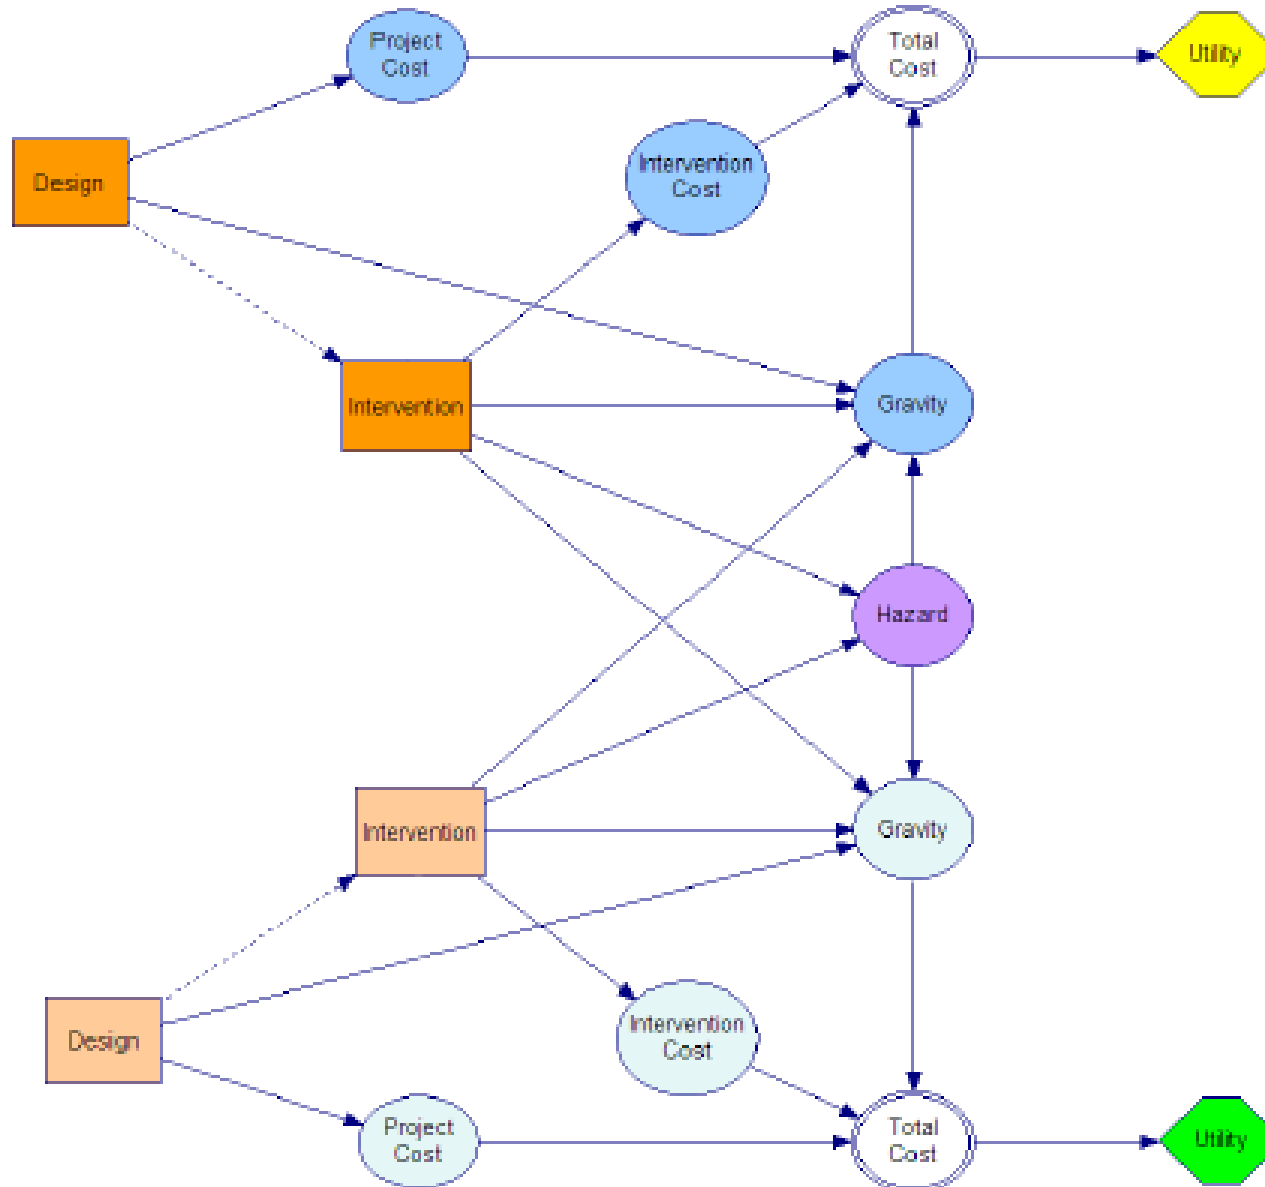 Project
Cost
Total
Cost
Utility
Design
Intervention
Cost
Intervention
Gravity
Hazard
Intervention
Gravity
Design
Intervention
Cost
Project
Cost
Total
Cost
Utility